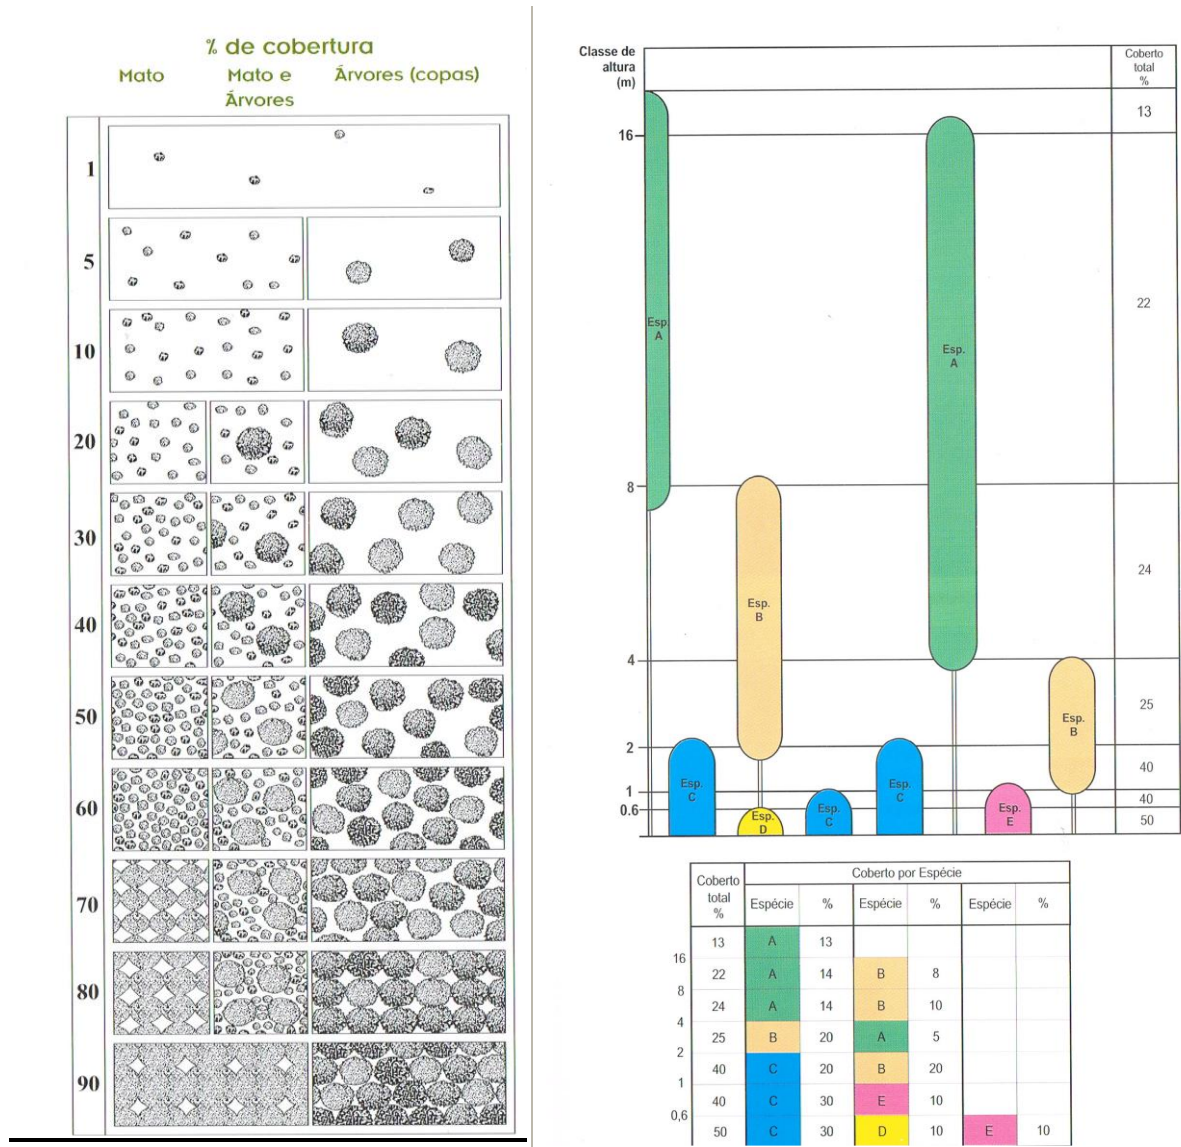 % de cobertura
Mato
Mato e
Árvores
Árvores (copas)
1
5
10
20
30
40
50
60
70
80
90
Classe de
altura
(m)
Coberto
total
%
13
16
22
Esp.
A
Esp.
A
8
24
Esp.
B
4
25
Esp.
B
2
40
Esp.
C
Esp.
C
1
40
0.6
Esp.
D
Esp.
C
Esp.
E
50
Coberto
total
%
Coberto por Espécie
Espécie % Espécie % Espécie %
13 A 13
16
22 A 14 B 8
8
24 A 14 B 10
4
25 B 20 A 5
2
40 C 20 B 20
1
40 C 30 E 10
0,6
50 C 30 D 10 E 10